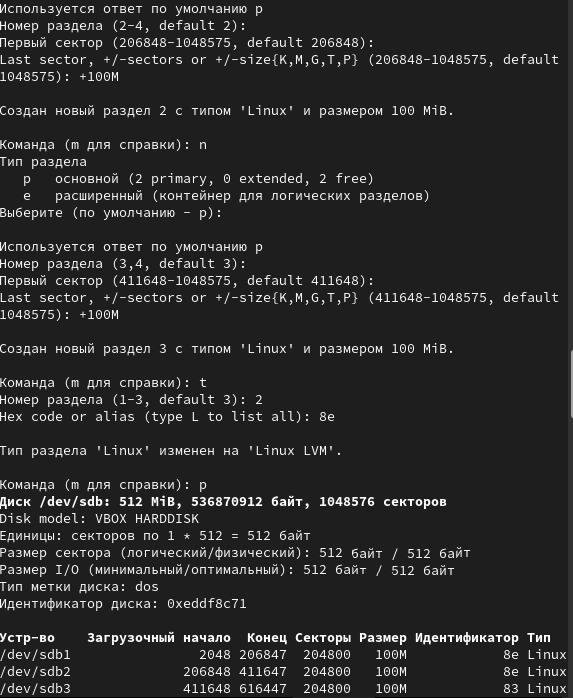 Используется ответ по умолчанию p
Номер раздела (2-4, default 2):
Первый сектор (206848-1048575, default 206848):
Last sector, +/-sectors or +/-size{K,M,G,T,P} (206848-1048575, default
1048575): +100M
Создан новый раздел 2 с типом 'Linux' и размером 100 MiB.
Команда (m для справки): n
Тип раздела
p основной (2 primary, 0 extended, 2 free)
e расширенный (контейнер для логических разделов)
Выберите (по умолчанию - p):
Используется ответ по умолчанию p
Номер раздела (3,4, default 3):
Первый сектор (411648-1048575, default 411648):
Last sector, +/-sectors or +/-size{K,M,G,T,P} (411648-1048575, default
1048575): +100M
Создан новый раздел 3 с типом 'Linux' и размером 100 MiB.
Команда (m для справки): t
Номер раздела (1-3, default 3): 2
Hex code or alias (type L to list all): 8e
Тип раздела 'Linux' изменен на 'Linux LVM'.
Команда (m для справки): p
Диск /dev/sdb: 512 MiB, 536870912 байт, 1048576 секторов
Disk model: VBOX HARDDISK
Единицы: секторов по 1 * 512 = 512 байт
Размер сектора (логический/физический): 512 байт / 512 байт
Размер I/O (минимальный/оптимальный): 512 байт / 512 байт
Тип метки диска: dos
Идентификатор диска: 0xeddf8c71
Устр-во Загрузочный начало Конец Секторы Размер Идентификатор Тип
/dev/sdb1 2048 206847 204800 100M 8e Linux
/dev/sdb2 206848 411647 204800 100M 8e Linux
/dev/sdb3 411648 616447 204800 100M 83 Linux